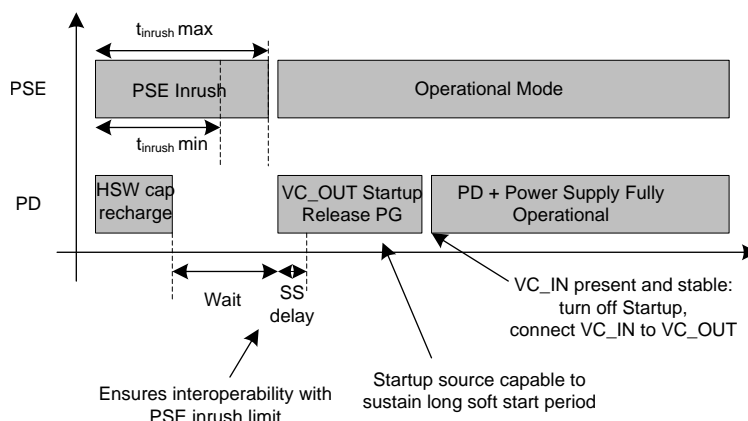 tinrush max
PSE
PSE Inrush
Operational Mode
tinrush min
PD
HSW cap
recharge
VC_OUT Startup
Release PG
PD + Power Supply Fully
Operational
Wait
SS
delay
VC_IN present and stable:
turn off Startup,
connect VC_IN to VC_OUT
Ensures interoperability with
PSE inrush limit
Startup source capable to
sustain long soft start period